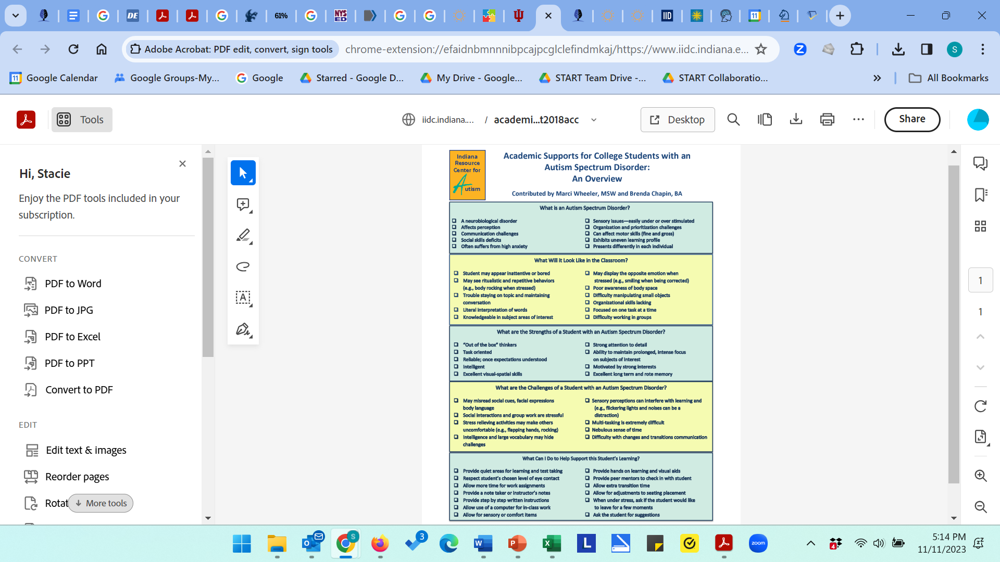 DE
61%
NYS
ED
IID
11
Adobe Acrobat: PDF edit, convert, sign tools
chrome-extension://efaidnbmnnnibpcajpcglclefindmkaj/https://www.iidc.indiana.e...
S
11 Google Calendar
Google Groups-My...
Google
Starred - Google D...
My Drive - Google...
START Team Drive -...
START Collaboratio...
All Bookmarks
Tools
iidc.indiana.... / academi...t2018acc
Desktop
Share
Hi, Stacie
Enjoy the PDF tools included in your
subscription.
CONVERT
PDF to Word
PDF to JPG
PDF to Excel
PDF to PPT
Convert to PDF
EDIT
Edit text & images
Reorder pages
Rotat
More tools
Indiana
Resource
Center for
Autism
Academic Supports for College Students with an
Autism Spectrum Disorder:
An Overview
Contributed by Marci Wheeler, MSW and Brenda Chapin, BA
What is an Autism Spectrum Disorder?
A neurobiological disorder
Affects perception
Communication challenges
Social skills deficits
Often suffers from high anxiety
Sensory issues—easily under or over stimulated
Organization and prioritization challenges
Can affect motor skills (fine and gross)
Exhibits uneven learning profile
Presents differently in each individual
What Will it Look Like in the Classroom?
Student may appear inattentive or bored
May see ritualistic and repetitive behaviors
(e.g., body rocking when stressed)
Trouble staying on topic and maintaining
conversation
Literal interpretation of words
Knowledgeable in subject areas of interest
May display the opposite emotion when
stressed (e.g., smiling when being corrected)
Poor awareness of body space
Difficulty manipulating small objects
Organizational skills lacking
Focused on one task at a time
Difficulty working in groups
What are the Strengths of a Student with an Autism Spectrum Disorder?
“Out of the box” thinkers
Task oriented
Reliable; once expectations understood
Intelligent
Excellent visual-spatial skills
Strong attention to detail
Ability to maintain prolonged, intense focus
on subjects of interest
Motivated by strong interests
Excellent long term and rote memory
What are the Challenges of a Student with an Autism Spectrum Disorder?
May misread social cues, facial expressions
body language
Social interactions and group work are stressful
Stress relieving activities may make others
uncomfortable (e.g., flapping hands, rocking)
Intelligence and large vocabulary may hide
challenges
Sensory perceptions can interfere with learning and
(e.g., flickering lights and noises can be a
distraction)
Multi-tasking is extremely difficult
Nebulous sense of time
Difficulty with changes and transitions communication
What Can I Do to Help Support this Student’s Learning?
Provide quiet areas for learning and test taking
Respect student’s chosen level of eye contact
Allow more time for work assignments
Provide a note taker or instructor’s notes
Provide step by step written instructions
Allow use of a computer for in-class work
Allow for sensory or comfort items
Provide hands on learning and visual aids
Provide peer mentors to check in with student
Allow extra transition time
Allow for adjustments to seating placement
When under stress, ask if the student would like
to leave for a few moments
Ask the student for suggestions
1
1
S
3
L
zoom
4
5:14 PM
11/11/2023